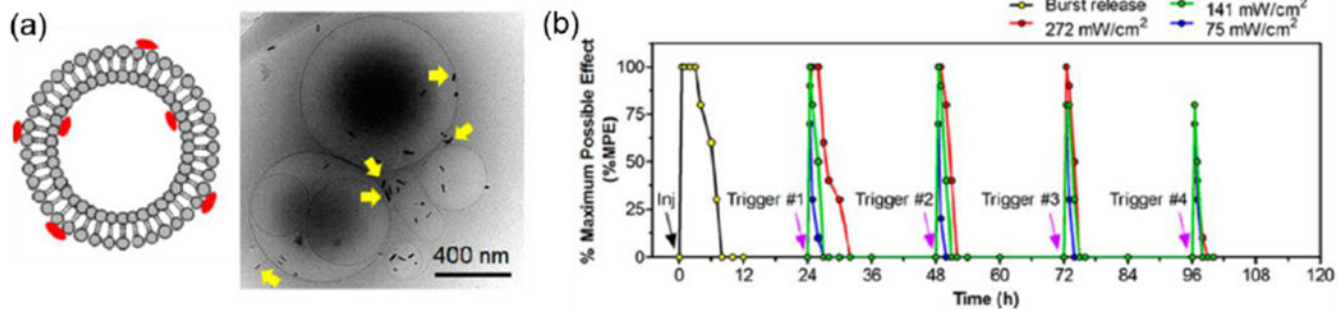 (a)
400 nm
(b)
Burst release
272 mW/cm²
141 mW/cm²
75 mW/cm²
% Maximum Possible Effect
(%MPE)
100
75
50
25
0
Inj
Trigger #1
Trigger #2
Trigger #3
Trigger #4
0 12 24 36 48 60 72 84 96 108 120
Time (h)